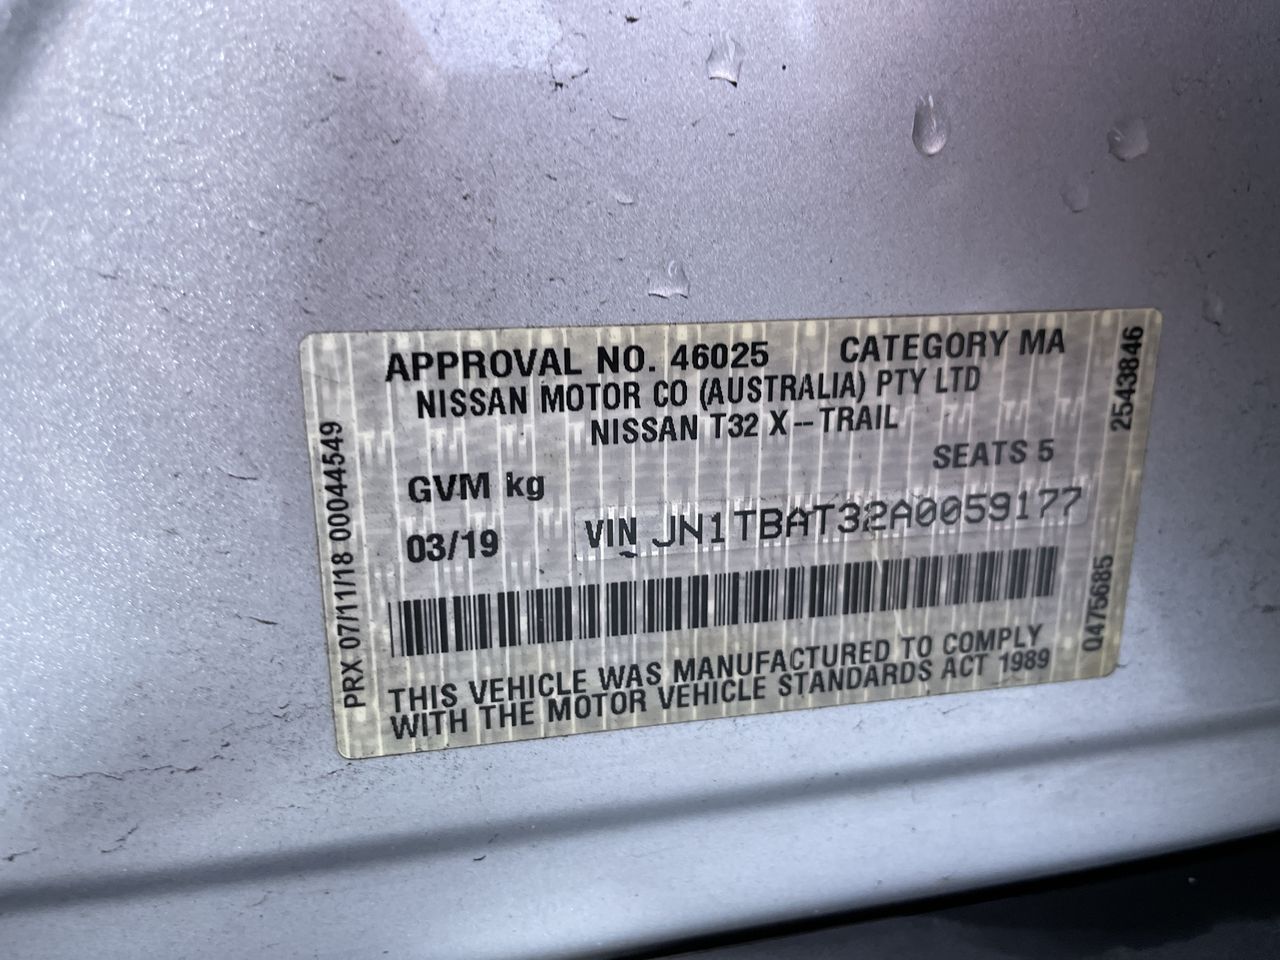 APPROVAL NO. 46025 CATEGORY MA
NISSAN MOTOR CO (AUSTRALIA) PTY LTD
NISSAN T32 X-TRAIL
SEATS 5
GVM kg
03/19 VIN JN1TBAT32A0059177
THIS VEHICLE WAS MANUFACTURED TO COMPLY
WITH THE MOTOR VEHICLE STANDARDS ACT 1989
PRX 07/11/18 00044549
2543846
0475685